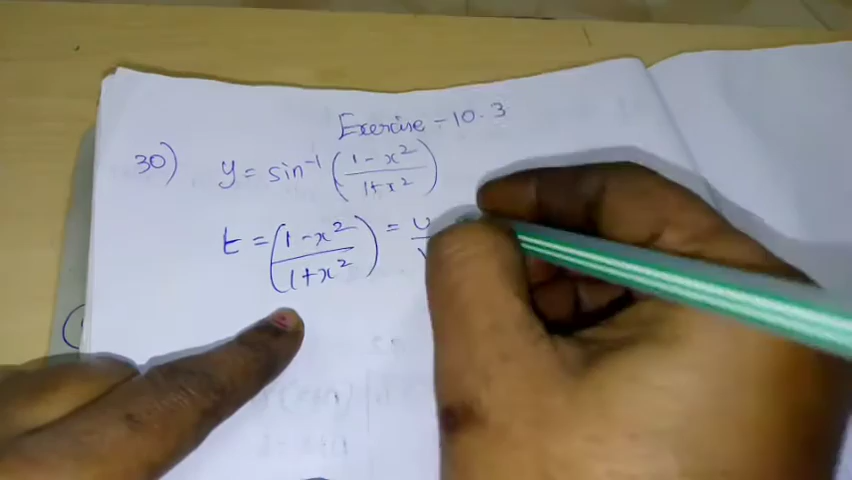 Exercise - 10.3
30) y = sin⁻¹ (1 - x² / 1 + x²)
t = (1 - x² / 1 + x²) = u